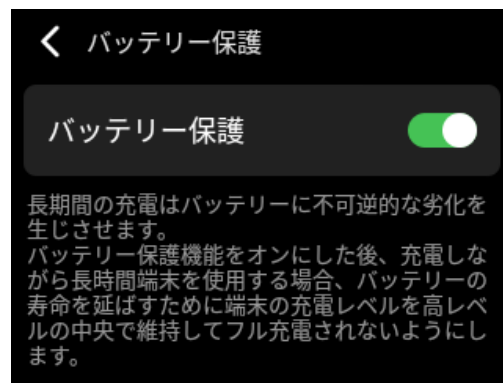 バッテリー保護
バッテリー保護
長期間の充電はバッテリーに不可逆的な劣化を
生じさせます。
バッテリー保護機能をオンにした後、充電しな
がら長時間端末を使用する場合、バッテリーの
寿命を延ばすために端末の充電レベルを高レベ
ルの中央で維持してフル充電されないようにし
ます。